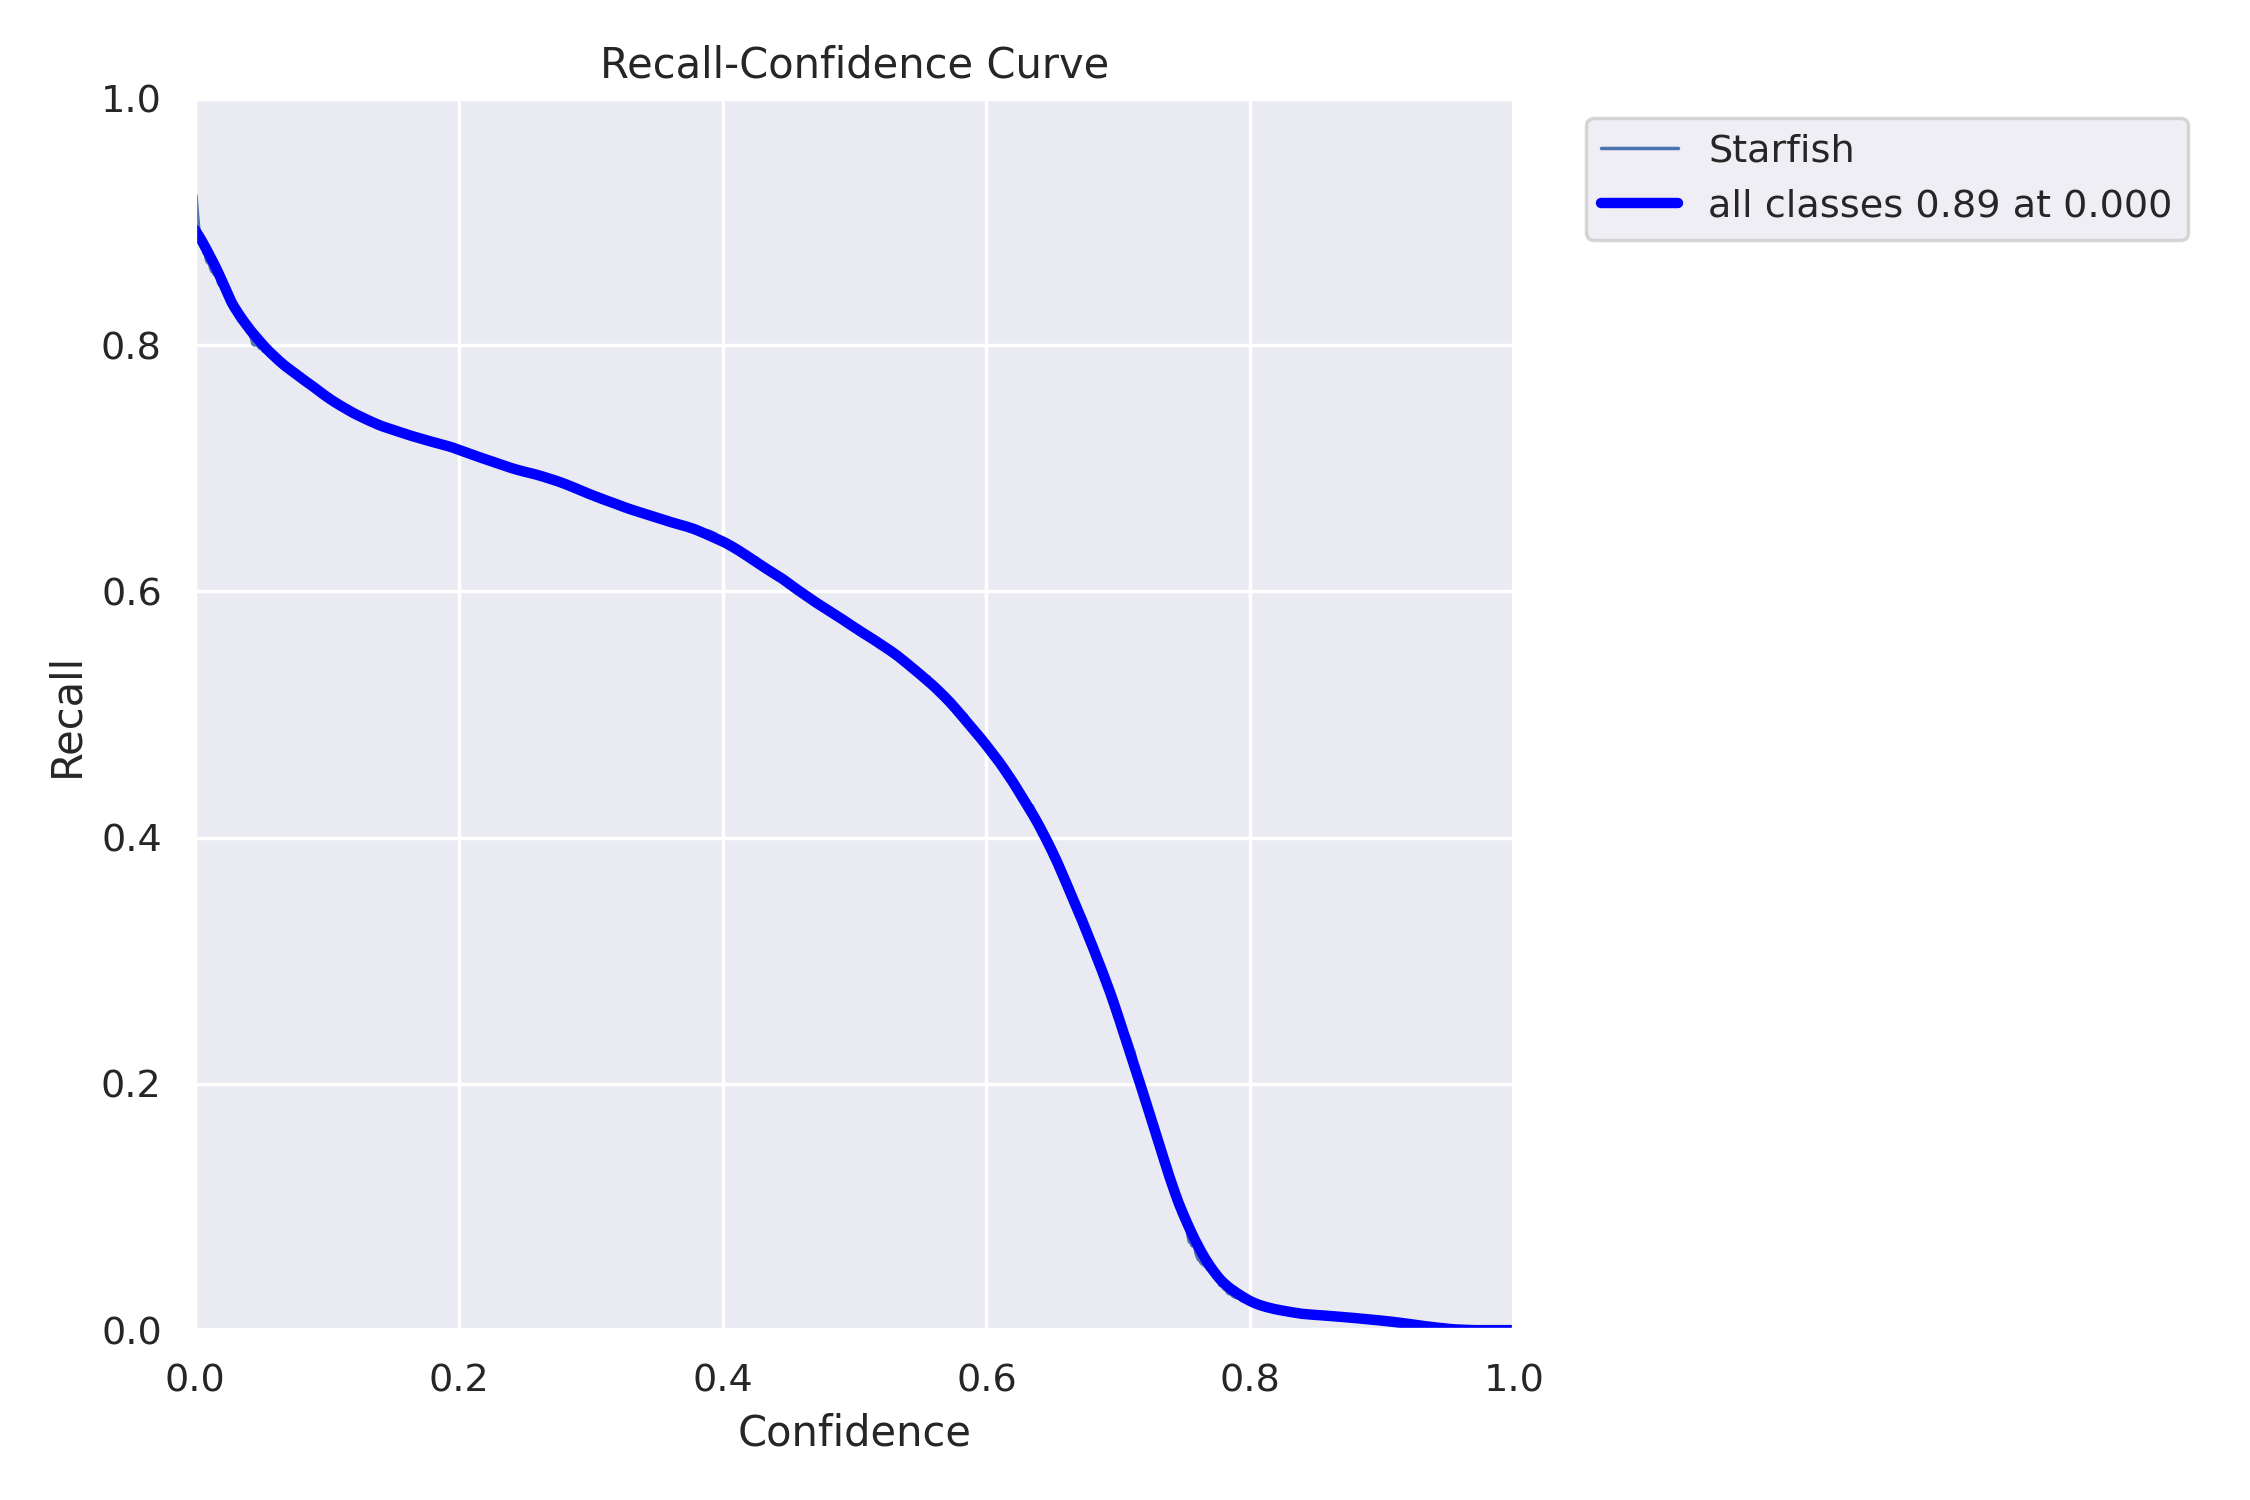 Recall-Confidence Curve
1.0
0.8
0.6
0.4
0.2
0.0
Recall
0.0 0.2 0.4 0.6 0.8 1.0
Confidence
Starfish
all classes 0.89 at 0.000